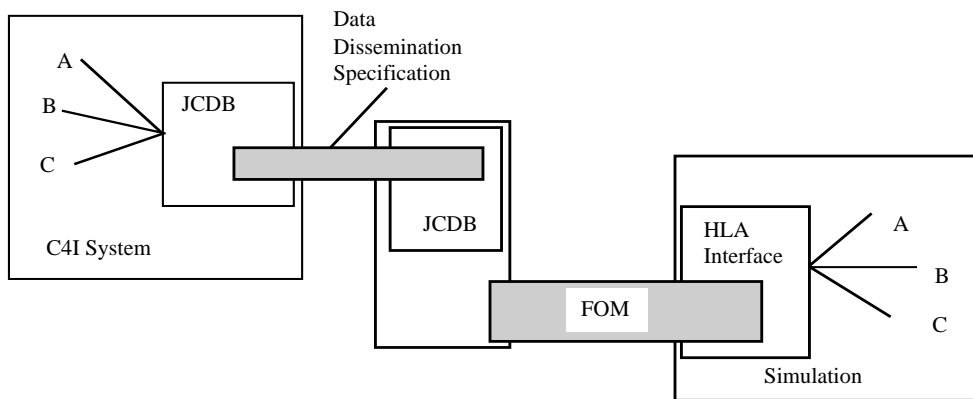 Data
Dissemination
Specification
A
B
C
JCDB
C4I System
JCDB
FOM
HLA
Interface
A
B
C
Simulation